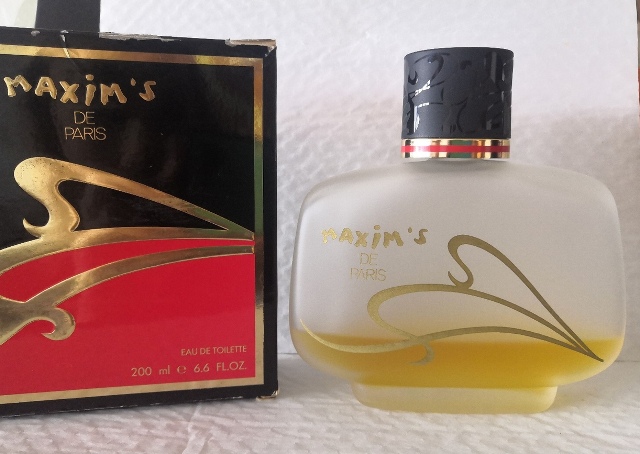 MAXIM'S
DE
PARIS
EAU DE TOILETTE
200 ml e 6.6 FL.OZ.
MAXIM'S
DE
PARIS